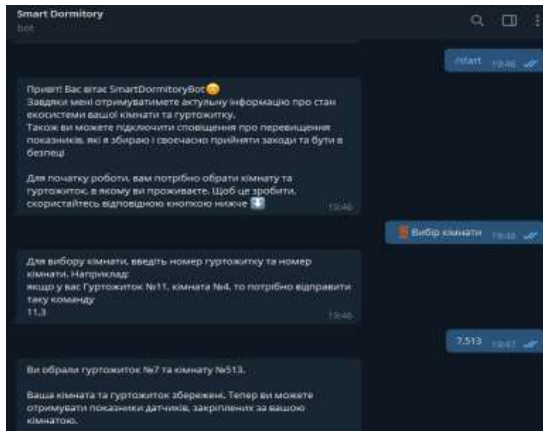 Smart Dormitory
bot
/start 19:46
Привіт! Вас вітає SmartDormitoryBot😊
Завдяки мені отримуватимете актульну інформацію про стан
екосистеми вашої кімнати та гуртожитку.
Також ви можете підключити сповіщення про перевищення
показників, які я збираю і своєчасно прийняти заходи та бути в
безпеці
Для початку роботи, вам потрібно обрати кімнату та
гуртожиток, в якому ви проживаєте. Щоб це зробити,
скористайтесь відповідною кнопкою нижче ⬇️ 19:46
🚪Вибір кімнати 19:46
Для вибору кімнати, введіть номер гуртожитку та номер
кімнати. Наприклад:
якщо у вас Гуртожиток №11, кімната №4, то потрібно відправити
таку команду
11,3 19:46
7,513 19:47
Ви обрали гуртожиток №7 та кімнату №513.
Ваша кімната та гуртожиток збережені. Тепер ви можете
отримувати показники датчиків, закріплених за вашою
кімнатою.